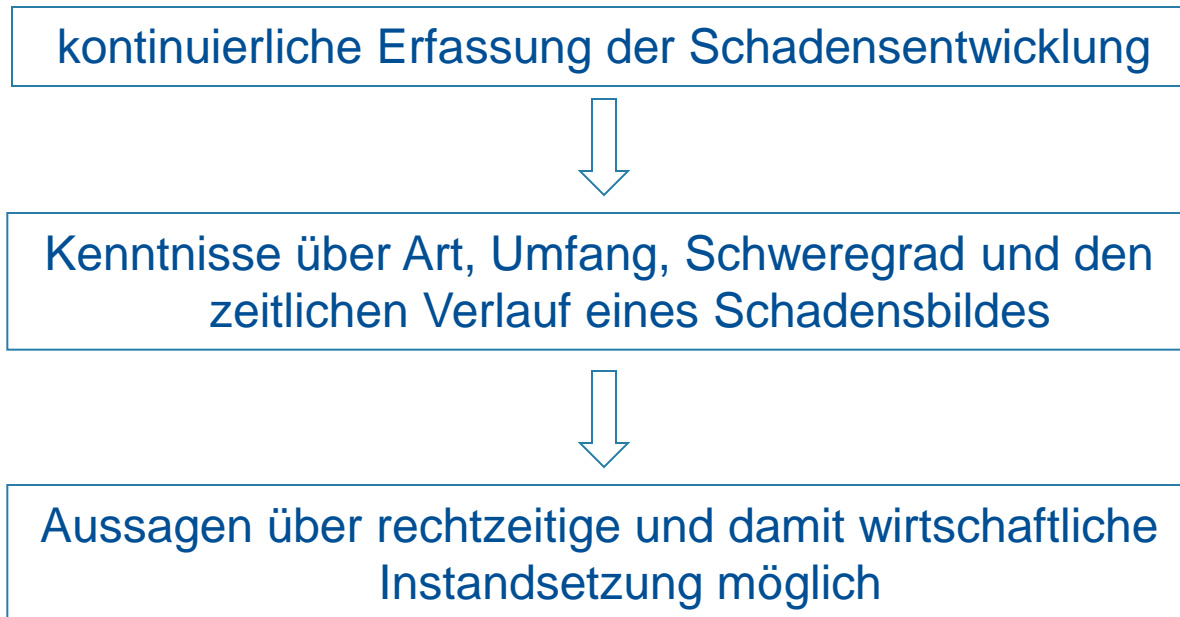 kontinuierliche Erfassung der Schadensentwicklung
Kenntnisse über Art, Umfang, Schweregrad und den
zeitlichen Verlauf eines Schadensbildes
Aussagen über rechtzeitige und damit wirtschaftliche
Instandsetzung möglich